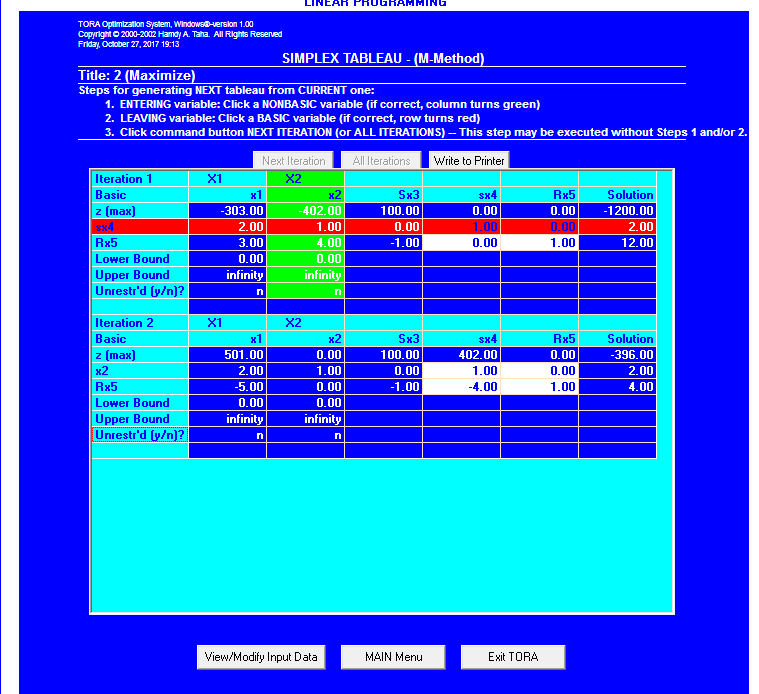 LINEAR PROGRAMMING
TORA Optimization System, Windows®-version 1.00
Copyright © 2000-2002 Hamdy A. Taha. All Rights Reserved
Friday, October 27, 2017 19:13
SIMPLEX TABLEAU - (M-Method)
Title: 2 (Maximize)
Steps for generating NEXT tableau from CURRENT one:
1. ENTERING variable: Click a NONBASIC variable (if correct, column turns green)
2. LEAVING variable: Click a BASIC variable (if correct, row turns red)
3. Click command button NEXT ITERATION (or ALL ITERATIONS) -- This step may be executed without Steps 1 and/or 2.
Next Iteration All Iterations Write to Printer
Iteration 1 X1 X2
Basic x1 x2 Sx3 sx4 Rx5 Solution
z (max) -303.00 -402.00 100.00 0.00 0.00 -1200.00
sx4 2.00 1.00 0.00 1.00 0.00 2.00
Rx5 3.00 4.00 -1.00 0.00 1.00 12.00
Lower Bound 0.00 0.00
Upper Bound infinity infinity
Unrestr'd (y/n)? n n
Iteration 2 X1 X2
Basic x1 x2 Sx3 sx4 Rx5 Solution
z (max) 501.00 0.00 100.00 402.00 0.00 -396.00
x2 2.00 1.00 0.00 1.00 0.00 2.00
Rx5 -5.00 0.00 -1.00 -4.00 1.00 4.00
Lower Bound 0.00 0.00
Upper Bound infinity infinity
Unrestr'd (y/n)? n n
View/Modify Input Data MAIN Menu Exit TORA